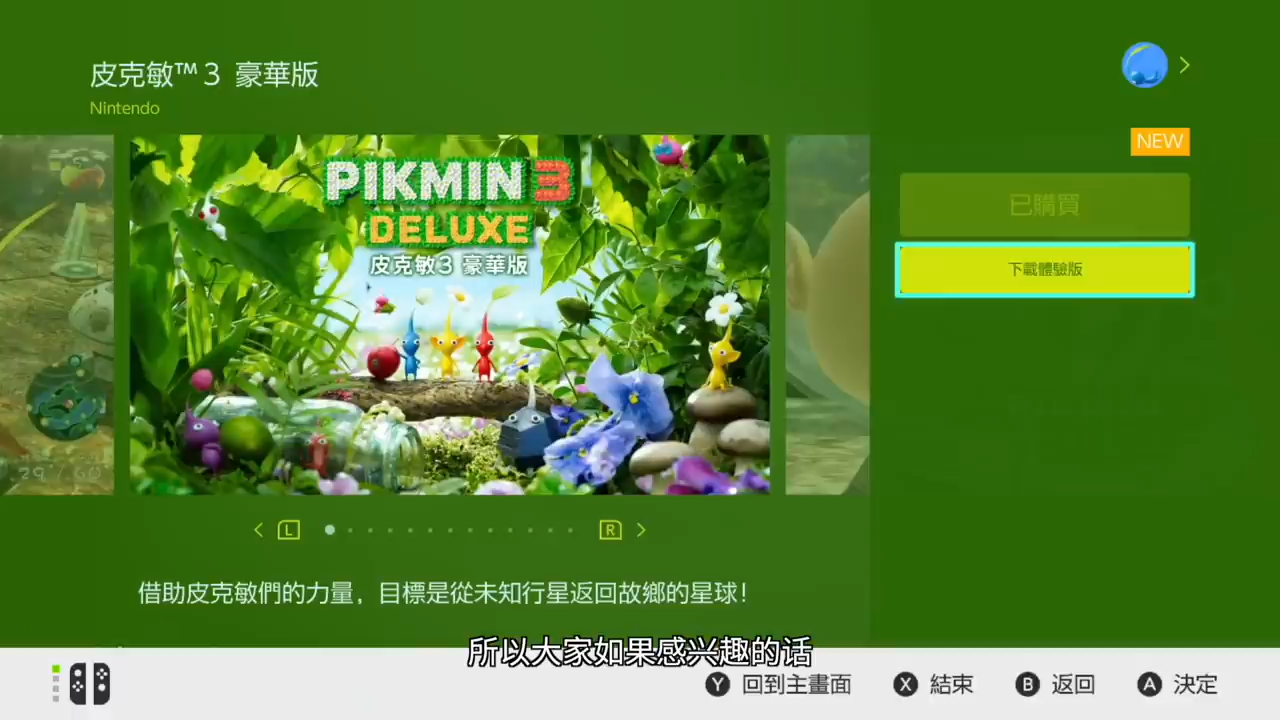 皮克敏™ 3 豪華版
Nintendo
NEW
PIKMIN 3
DELUXE
皮克敏3 豪華版
已購買
下載體驗版
29 / 60
L
R
借助皮克敏們的力量，目標是從未知行星返回故鄉的星球！
所以大家如果感兴趣的话
Y 回到主畫面 X 結束 B 返回 A 決定